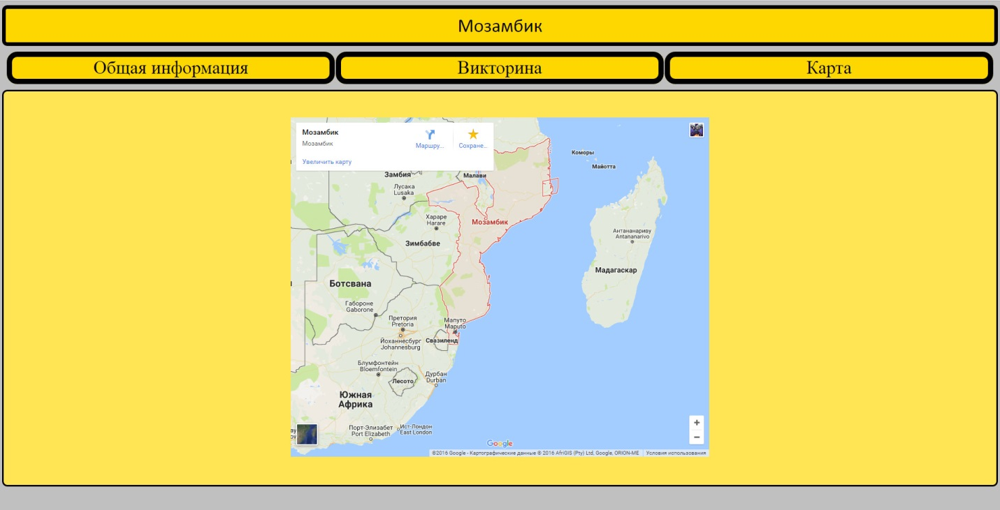 Мозамбик
Общая информация
Викторина
Карта
Мозамбик
Мозамбик
Маршру...
Сохране...
Увеличить карту
Коморы
Майотта
Замбия
Малави
Лусака
Lusaka
Хараре
Harare
Мозамбик
Зимбабве
Антананариву
Antananarivo
Мадагаскар
Ботсвана
Габороне
Gaborone
Претория
Pretoria
Мапуто
Maputo
Йоханнесбург
Johannesburg
Свазиленд
Блумфонтейн
Bloemfontein
Лесото
Дурбан
Durban
Южная
Африка
Порт-Элизабет
Port Elizabeth
Ист-Лондон
East London
+
−
Google
©2016 Google - Картографические данные © 2016 AfriGIS (Pty) Ltd, Google, ORION-ME
Условия использования